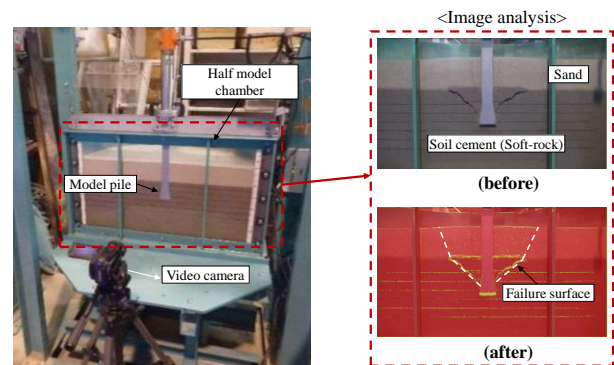 <Image analysis>
Half model
chamber
Model pile
Video camera
Sand
Soil cement (Soft-rock)
(before)
Failure surface
(after)